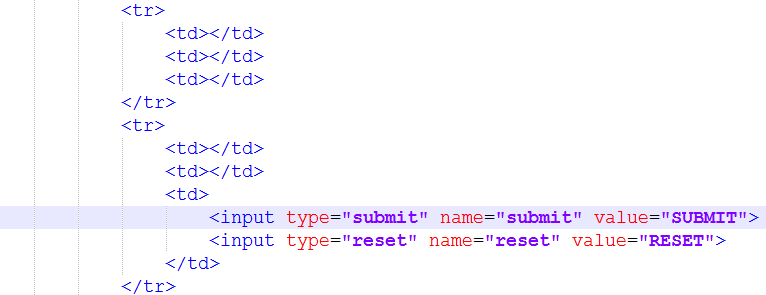 <tr>
<td></td>
<td></td>
<td></td>
</tr>
<tr>
<td></td>
<td></td>
<td>
<input type="submit" name="submit" value="SUBMIT">
<input type="reset" name="reset" value="RESET">
</td>
</tr>